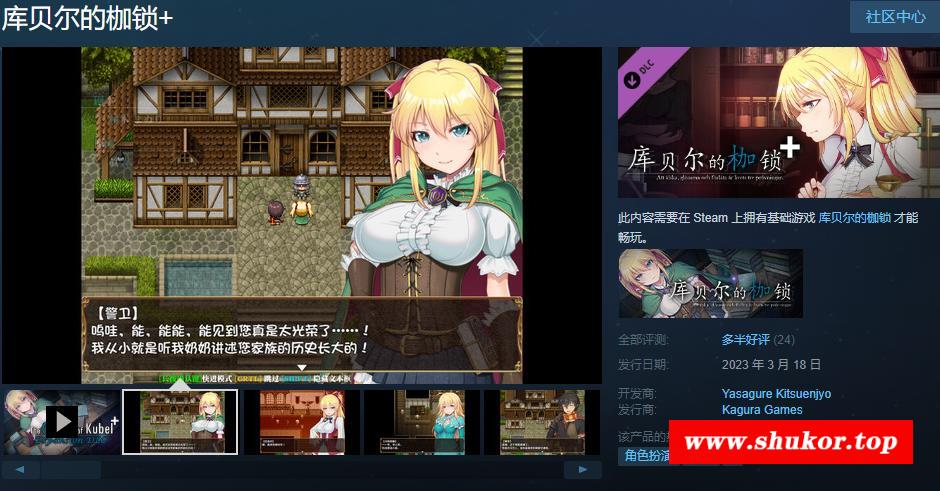 库贝尔的枷锁+
社区中心
DLC
库贝尔的枷锁+
此内容需要在 Steam 上拥有基础游戏 库贝尔的枷锁 才能
畅玩。
库贝尔的枷锁
【警卫】
呜哇，能、能能、能见到您真是太光荣了……！
我从小就是听我奶奶讲述您家族的历史长大的！
快进模式 [CRTL] 跳过 隐藏文本框
全部评测: 多半好评 (24)
发行日期: 2023 年 3 月 18 日
开发商: Yasagure Kitsuenjyo
发行商: Kagura Games
该产品的
角色扮演
www.shukor.top
of Kubel +